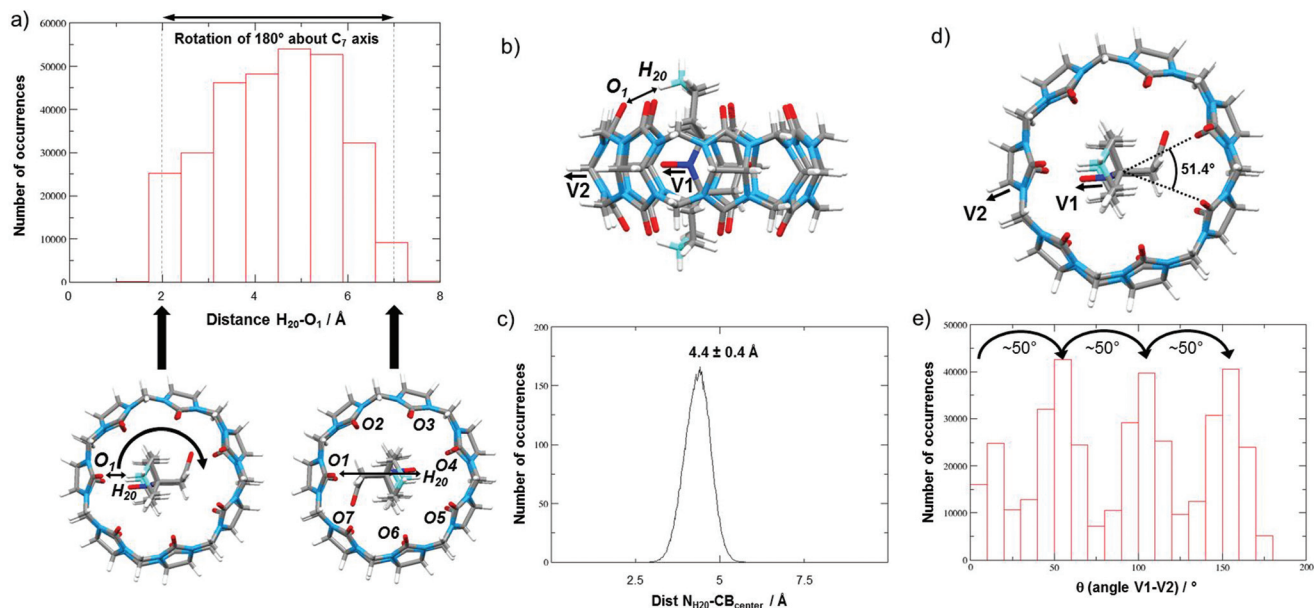 a)
60000
50000
40000
30000
20000
10000
0
Number of occurrences
Rotation of 180° about C7 axis
0 2 4 6 8
Distance H20-O1 / Å
O1
H20
O1
O2
O3
O4
O5
O6
O7
H20
b)
O1
H20
V2
V1
c)
200
150
100
50
0
Number of occurrences
4.4 ± 0.4 Å
2.5 5 7.5
Dist NH20-CBcenter / Å
d)
51.4°
V2
V1
e)
50000
40000
30000
20000
10000
0
Number of occurrences
~50° ~50° ~50°
0 50 100 150 200
θ (angle V1-V2) / °